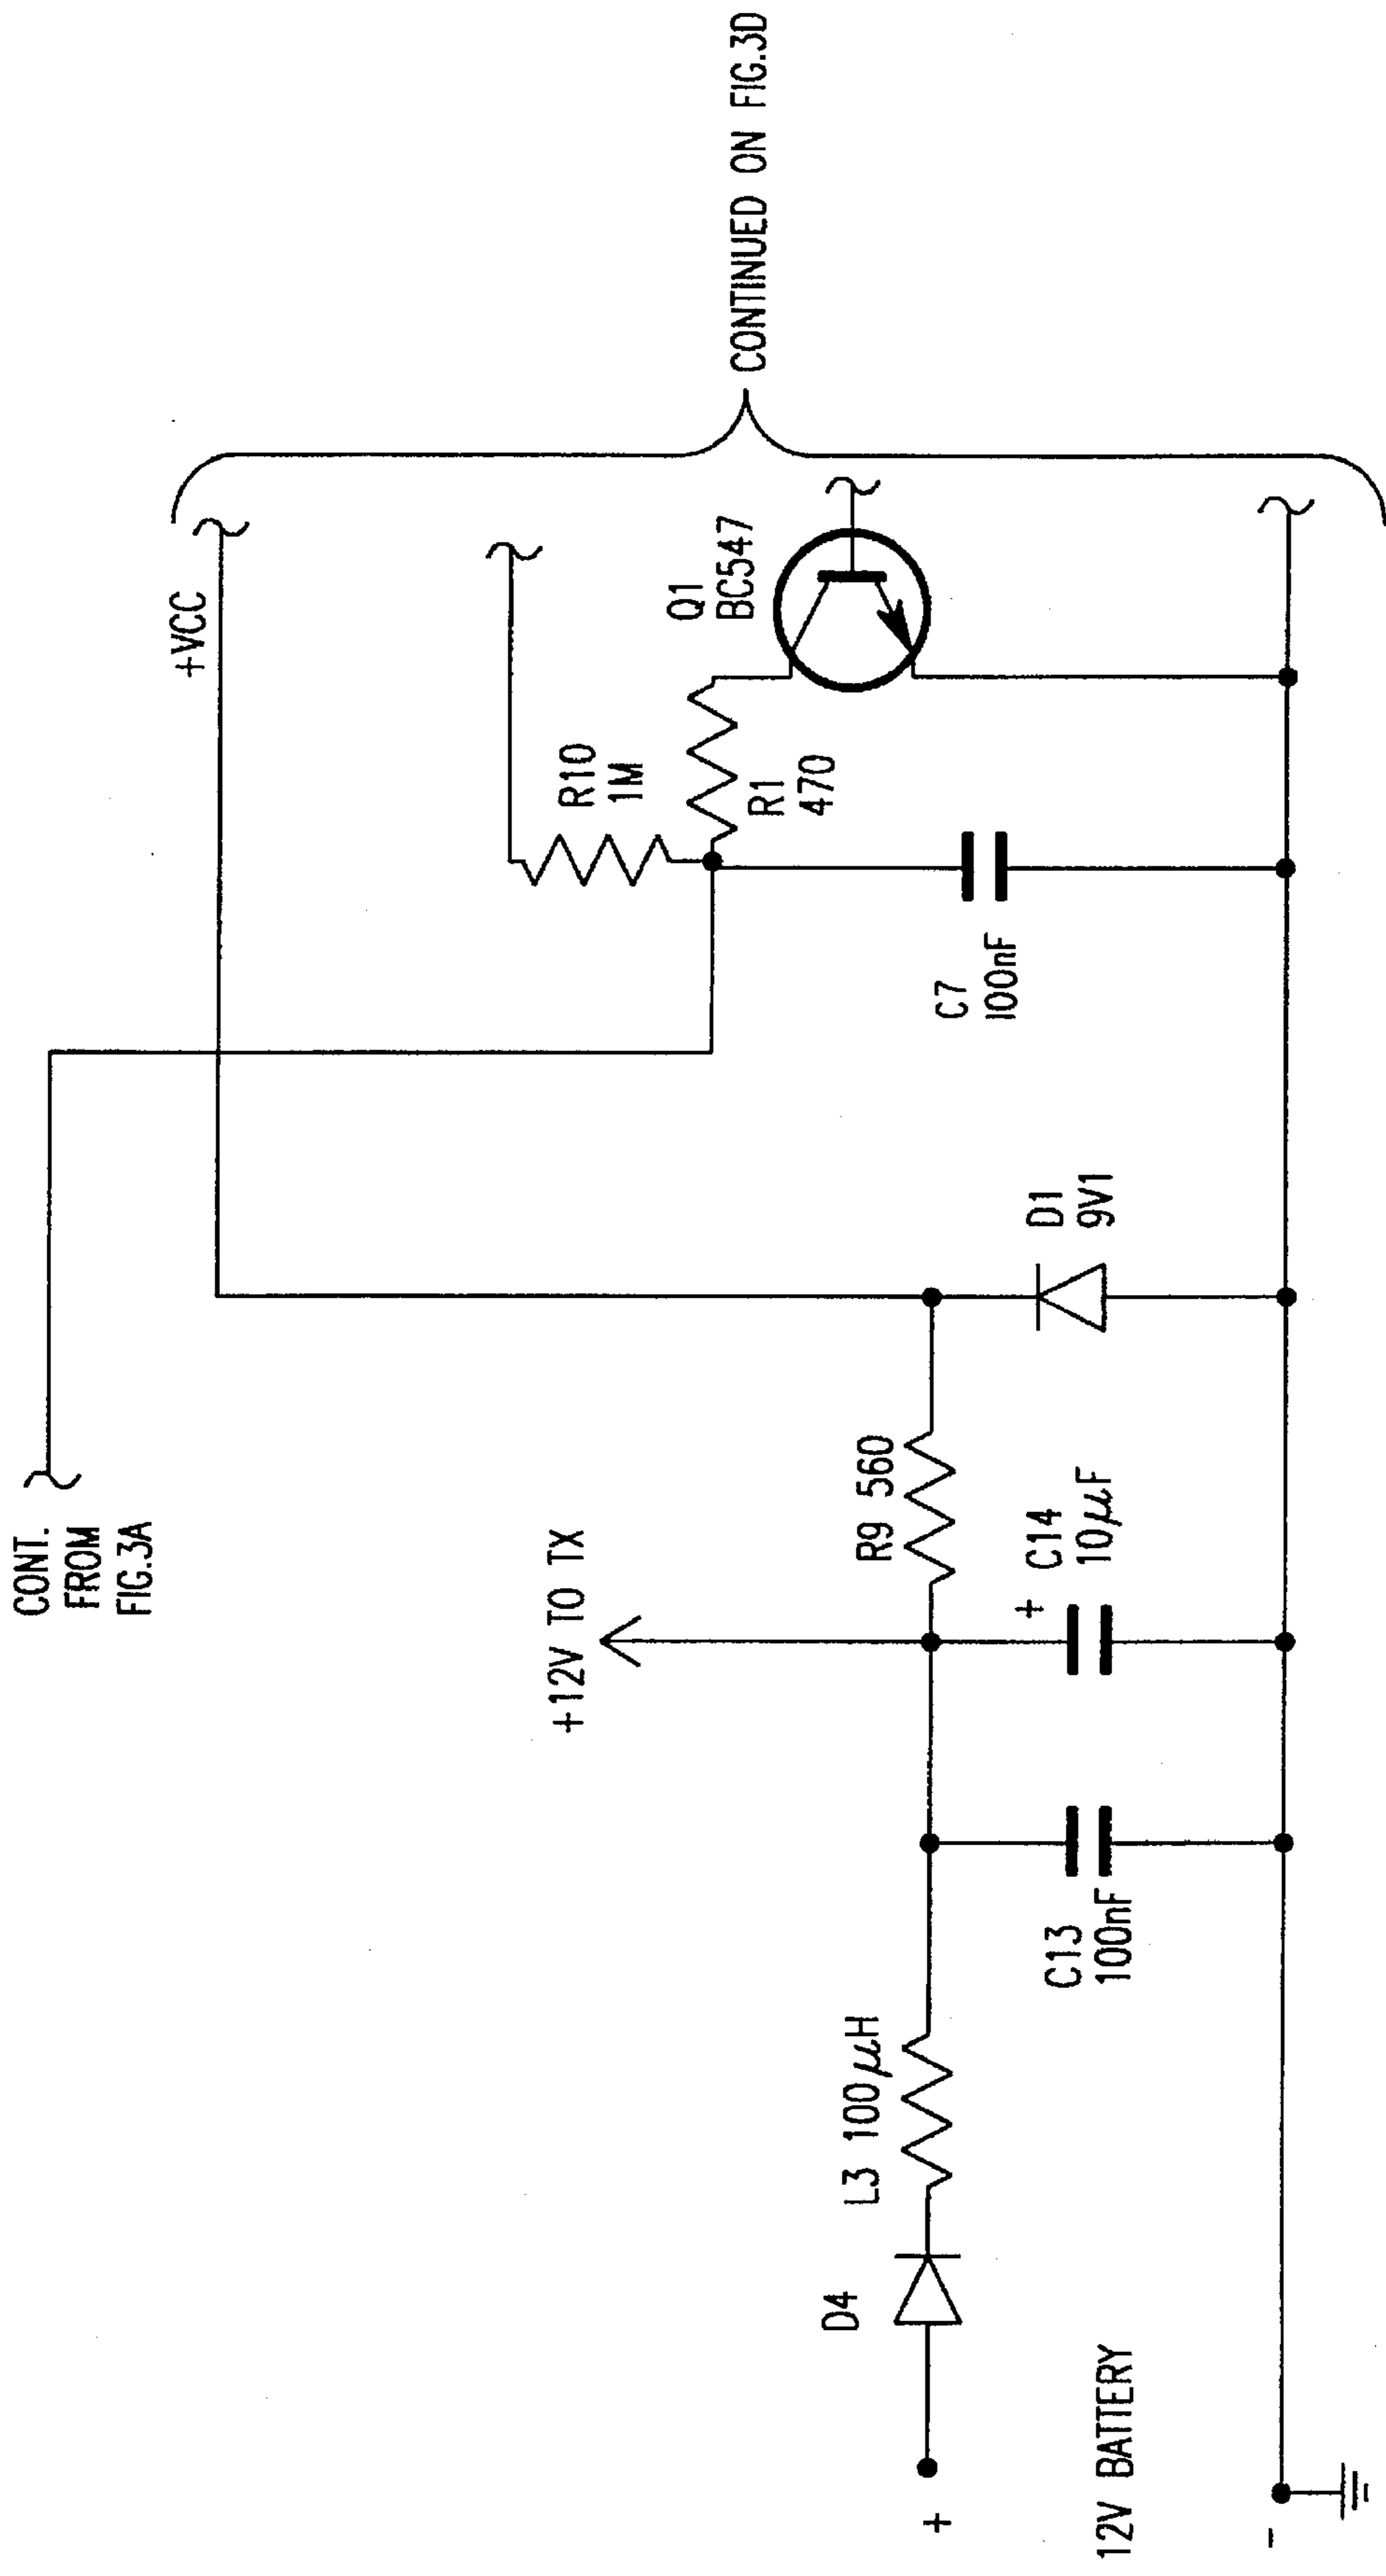 CONT.
FROM
FIG.3A
+VCC
CONTINUED ON FIG.3D
+12V TO TX
R10
1M
Q1
BC547
R1
470
D4
L3 100μH
R9 560
C7
100nF
+
C13
100nF
+
C14
10μF
D1
9V1
12V BATTERY
-